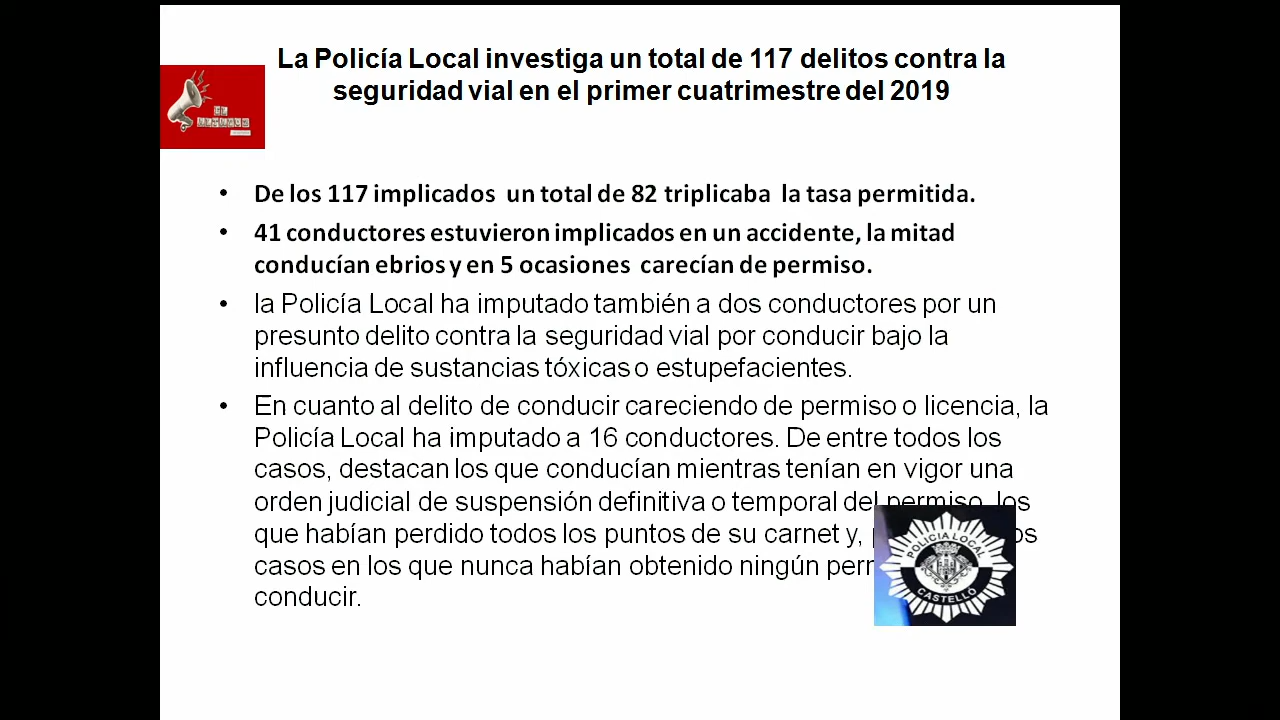 La Policía Local investiga un total de 117 delitos contra la
seguridad vial en el primer cuatrimestre del 2019
• De los 117 implicados un total de 82 triplicaba la tasa permitida.
• 41 conductores estuvieron implicados en un accidente, la mitad
conducían ebrios y en 5 ocasiones carecían de permiso.
• la Policía Local ha imputado también a dos conductores por un
presunto delito contra la seguridad vial por conducir bajo la
influencia de sustancias tóxicas o estupefacientes.
• En cuanto al delito de conducir careciendo de permiso o licencia, la
Policía Local ha imputado a 16 conductores. De entre todos los
casos, destacan los que conducían mientras tenían en vigor una
orden judicial de suspensión definitiva o temporal del permiso, los
que habían perdido todos los puntos de su carnet y,
casos en los que nunca habían obtenido ningún
conducir.
POLICIA LOCAL
CASTELLÓ